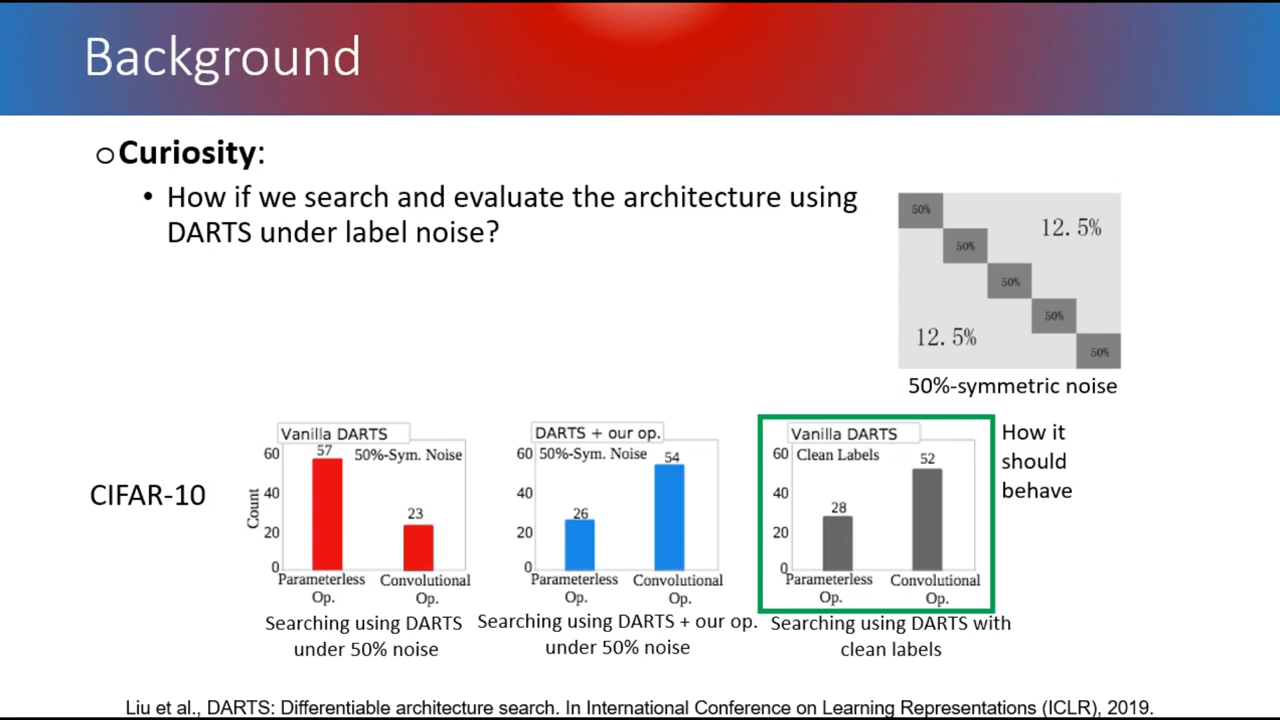 Background
Curiosity:
• How if we search and evaluate the architecture using
DARTS under label noise?
50%
12.5%
50%
50%
50%
12.5%
50%
50%-symmetric noise
CIFAR-10
Vanilla DARTS
57
50%-Sym. Noise
60
40
23
20
0
Count
Parameterless Op.
Convolutional Op.
Searching using DARTS
under 50% noise
DARTS + our op.
60
50%-Sym. Noise
54
40
26
20
0
Parameterless Op.
Convolutional Op.
Searching using DARTS + our op.
under 50% noise
Vanilla DARTS
60
Clean Labels
52
40
28
20
0
Parameterless Op.
Convolutional Op.
Searching using DARTS with
clean labels
How it
should
behave
Liu et al., DARTS: Differentiable architecture search. In International Conference on Learning Representations (ICLR), 2019.